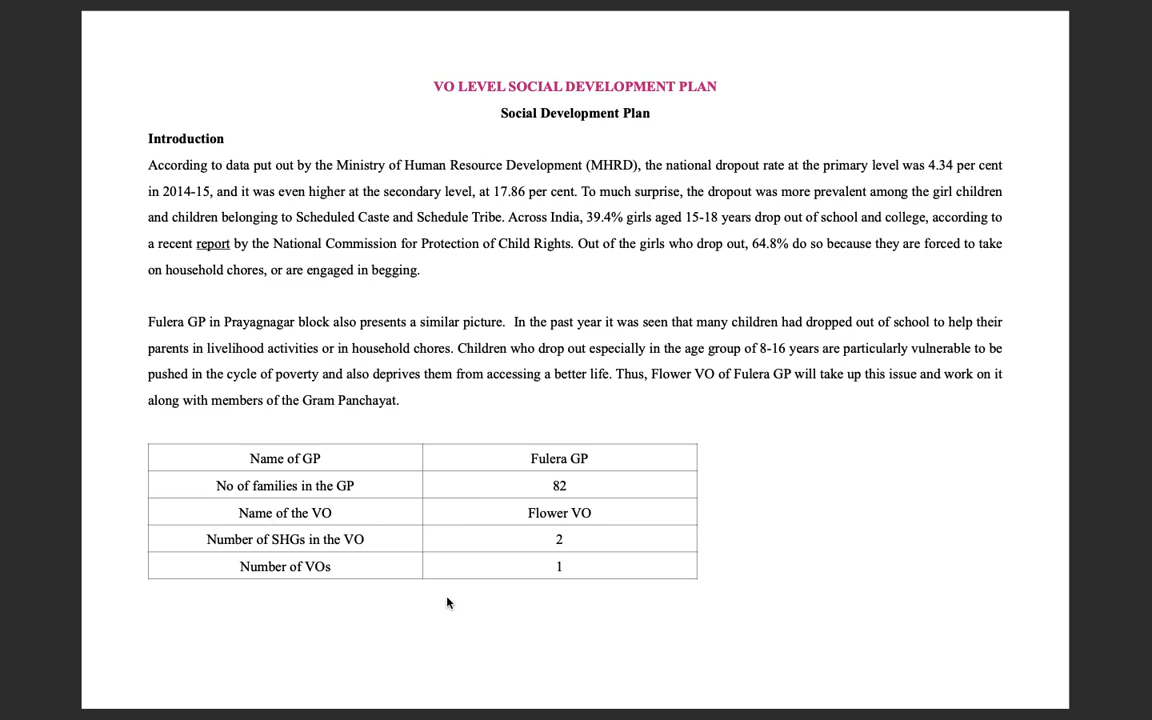 VO LEVEL SOCIAL DEVELOPMENT PLAN
Social Development Plan
Introduction
According to data put out by the Ministry of Human Resource Development (MHRD), the national dropout rate at the primary level was 4.34 per cent
in 2014-15, and it was even higher at the secondary level, at 17.86 per cent. To much surprise, the dropout was more prevalent among the girl children
and children belonging to Scheduled Caste and Schedule Tribe. Across India, 39.4% girls aged 15-18 years drop out of school and college, according to
a recent report by the National Commission for Protection of Child Rights. Out of the girls who drop out, 64.8% do so because they are forced to take
on household chores, or are engaged in begging.
Fulera GP in Prayagnagar block also presents a similar picture. In the past year it was seen that many children had dropped out of school to help their
parents in livelihood activities or in household chores. Children who drop out especially in the age group of 8-16 years are particularly vulnerable to be
pushed in the cycle of poverty and also deprives them from accessing a better life. Thus, Flower VO of Fulera GP will take up this issue and work on it
along with members of the Gram Panchayat.
Name of GP Fulera GP
No of families in the GP 82
Name of the VO Flower VO
Number of SHGs in the VO 2
Number of VOs 1